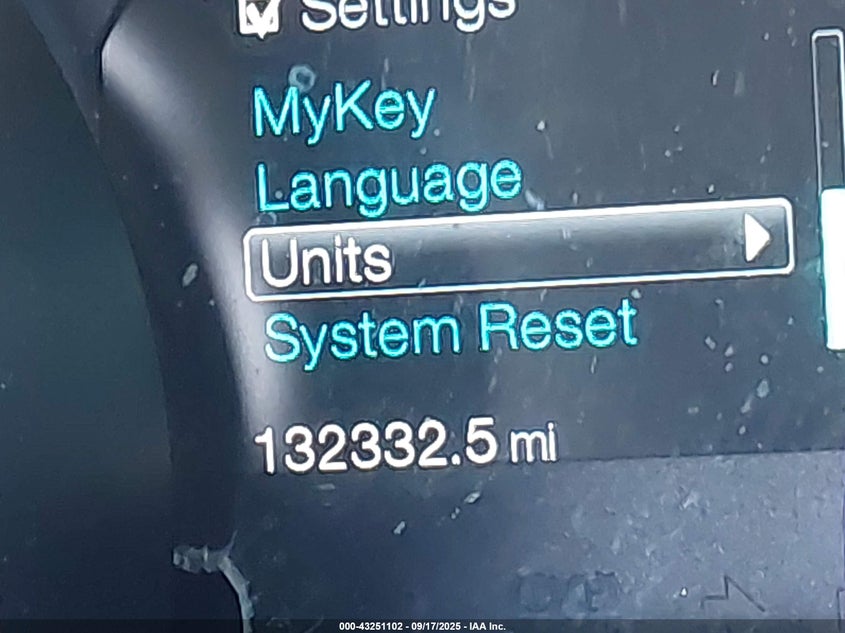 Settings
MyKey
Language
Units
System Reset
132332.5 mi
000-43251102 - 09/17/2025 - IAA Inc.